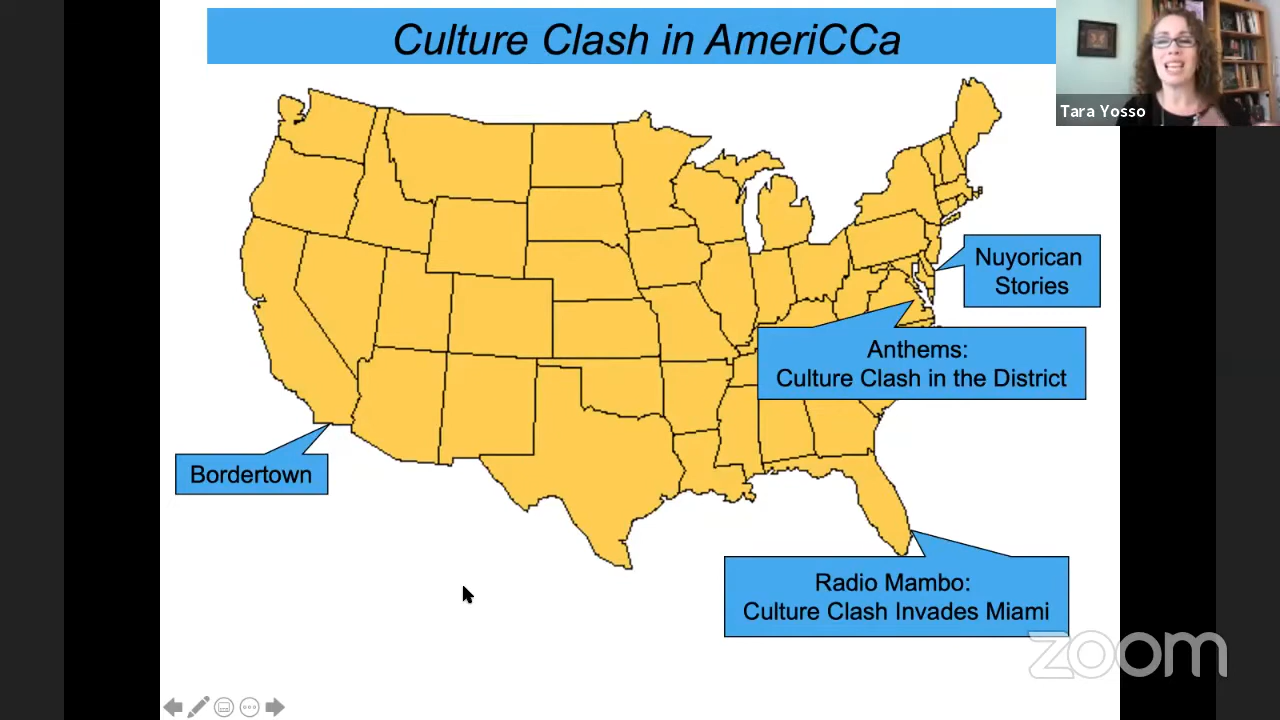 Culture Clash in AmeriCCa
Tara Yosso
Nuyorican
Stories
Anthems:
Culture Clash in the District
Bordertown
Radio Mambo:
Culture Clash Invades Miami
zoom